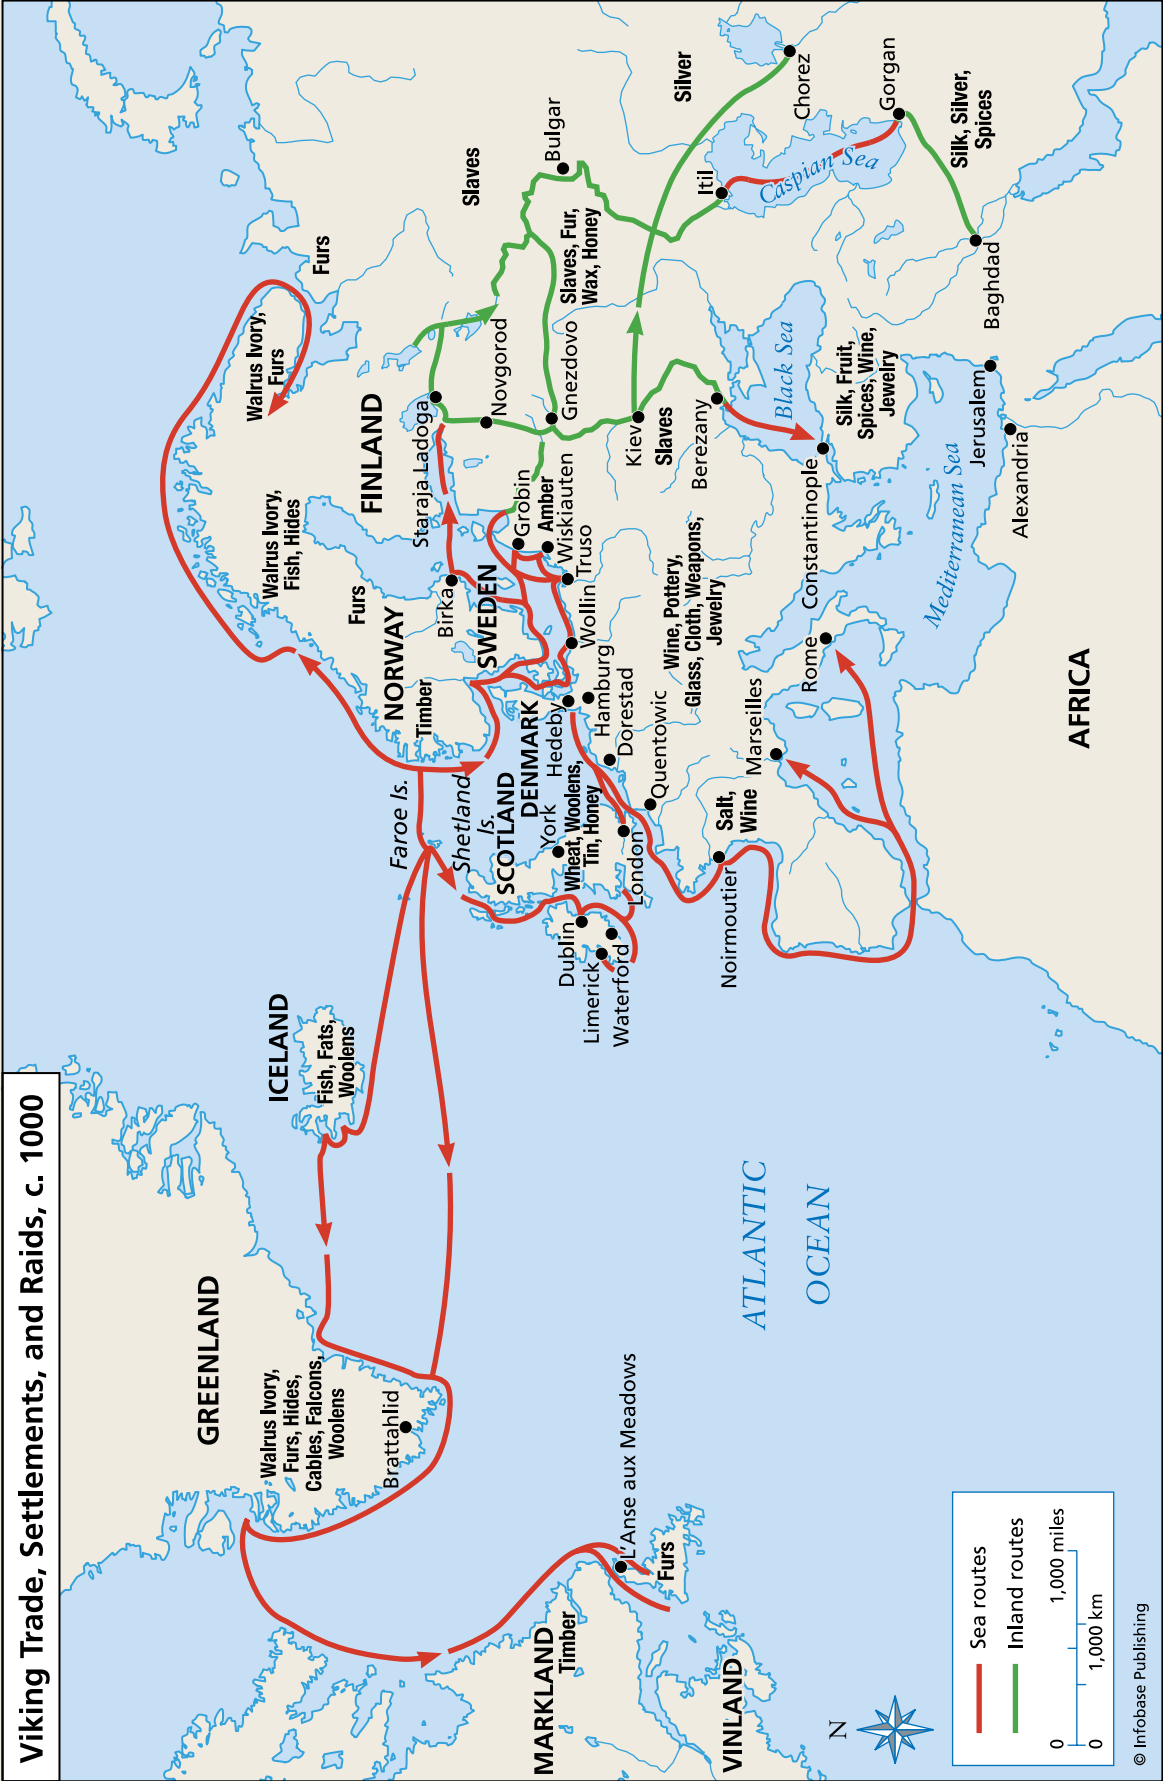 Viking Trade, Settlements, and Raids, c. 1000
GREENLAND
Walrus Ivory,
Furs, Hides,
Cables, Falcons,
Woolens
Brattahlid
ICELAND
Fish, Fats,
Woolens
MARKLAND
Timber
VINLAND
L'Anse aux Meadows
Furs
ATLANTIC
OCEAN
Faroe Is.
Shetland
Is.
SCOTLAND
York
Wheat, Woolens,
Tin, Honey
London
Dublin
Limerick
Waterford
NORWAY
Timber
Furs
Walrus Ivory,
Fish, Hides
Walrus Ivory,
Furs
Furs
FINLAND
SWEDEN
Birka
DENMARK
Hedeby
Hamburg
Dorestad
Quentowic
Noirmoutier
Salt,
Wine
Marseilles
Rome
Wine, Pottery,
Glass, Cloth, Weapons,
Jewelry
Wollin
Truso
Wiskiauten
Amber
Grobin
Staraja Ladoga
Novgorod
Gnezdovo
Kiev
Slaves
Berezany
Constantinople
Black Sea
Silk, Fruit,
Spices, Wine,
Jewelry
Mediterranean Sea
Jerusalem
Alexandria
AFRICA
Slaves
Bulgar
Slaves, Fur,
Wax, Honey
Itil
Caspian Sea
Silver
Chorez
Gorgan
Silk, Silver,
Spices
Baghdad
N
Sea routes
Inland routes
0
1,000 miles
0
1,000 km
© Infobase Publishing